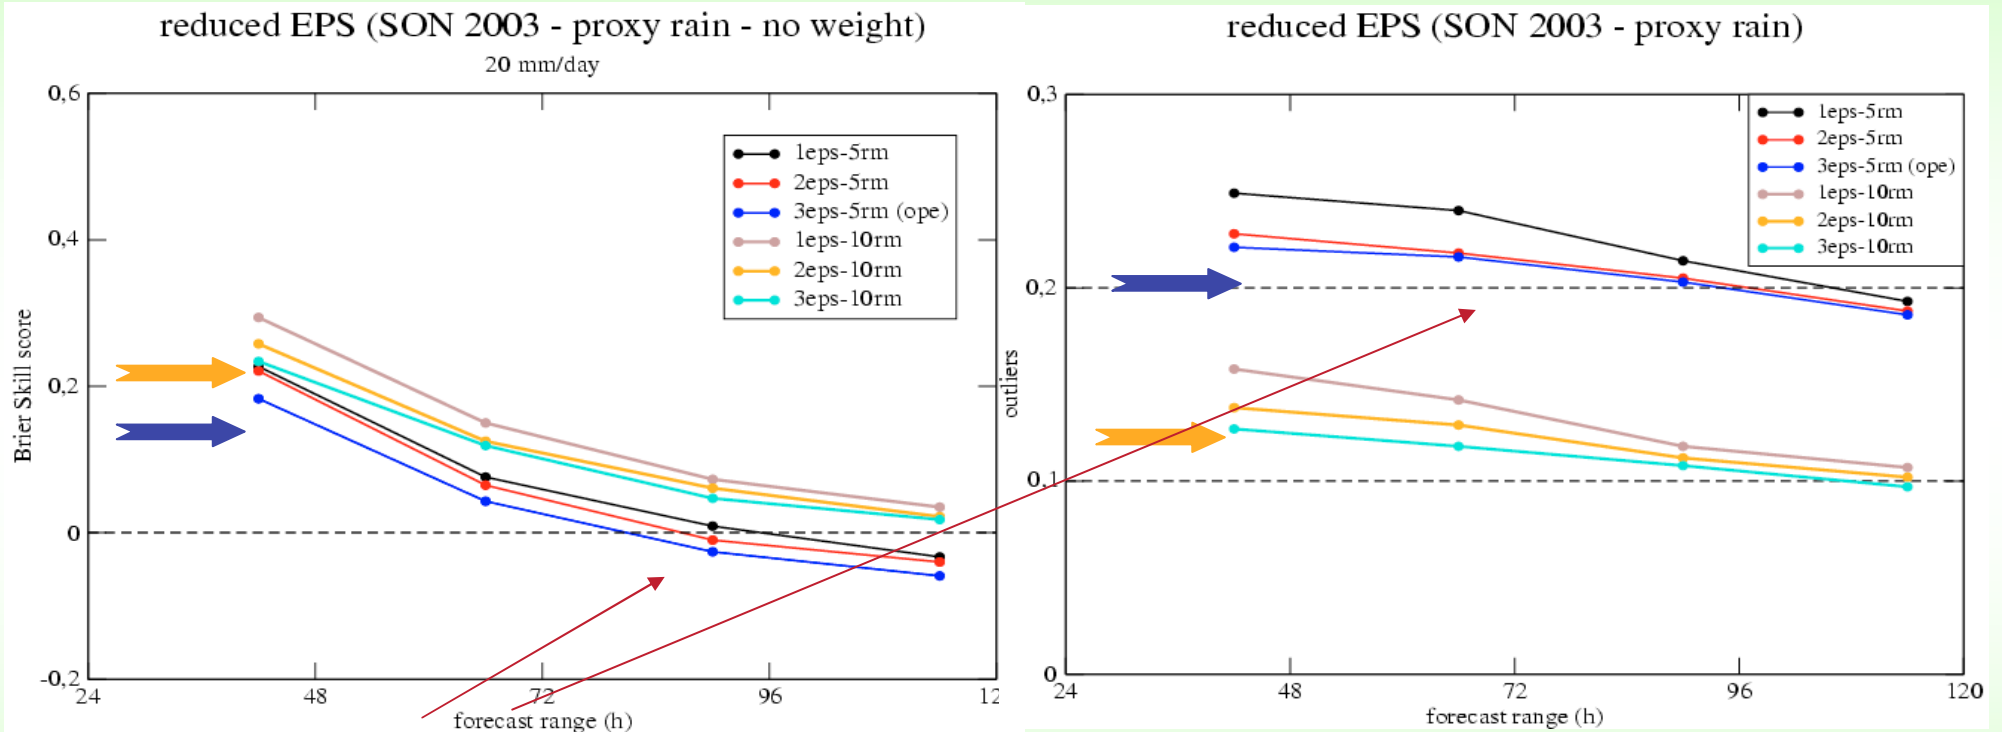 reduced EPS (SON 2003 - proxy rain - no weight)
20 mm/day
0,6
0,4
0,2
0
-0,2
24
48
72
96
12
Brier Skill score
forecast range (h)
1eps-5rm
2eps-5rm
3eps-5rm (ope)
1eps-10rm
2eps-10rm
3eps-10rm
reduced EPS (SON 2003 - proxy rain)
0,3
0,2
0,1
0
24
48
72
96
120
outliers
forecast range (h)
1eps-5rm
2eps-5rm
3eps-5rm (ope)
1eps-10rm
2eps-10rm
3eps-10rm